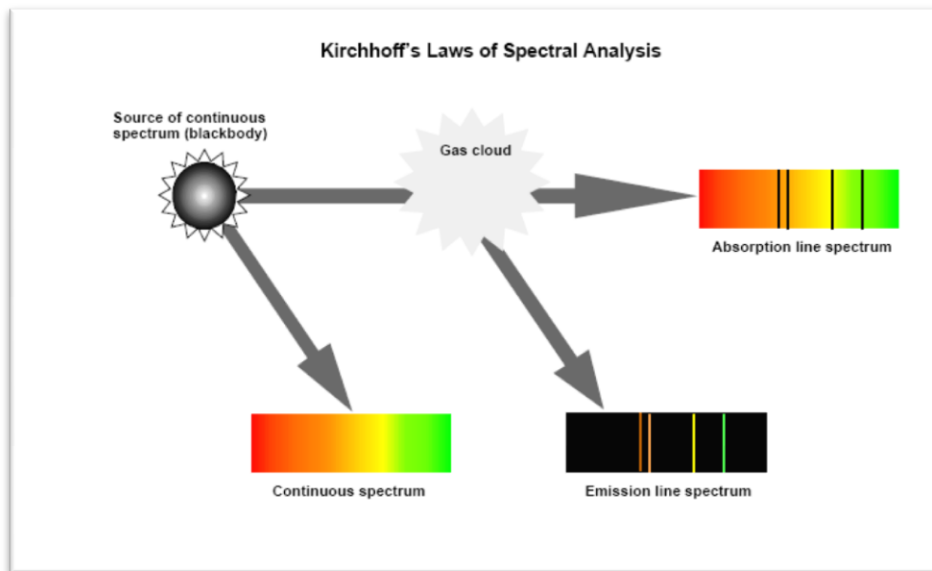 Kirchhoff's Laws of Spectral Analysis
Source of continuous
spectrum (blackbody)
Gas cloud
Absorption line spectrum
Continuous spectrum
Emission line spectrum